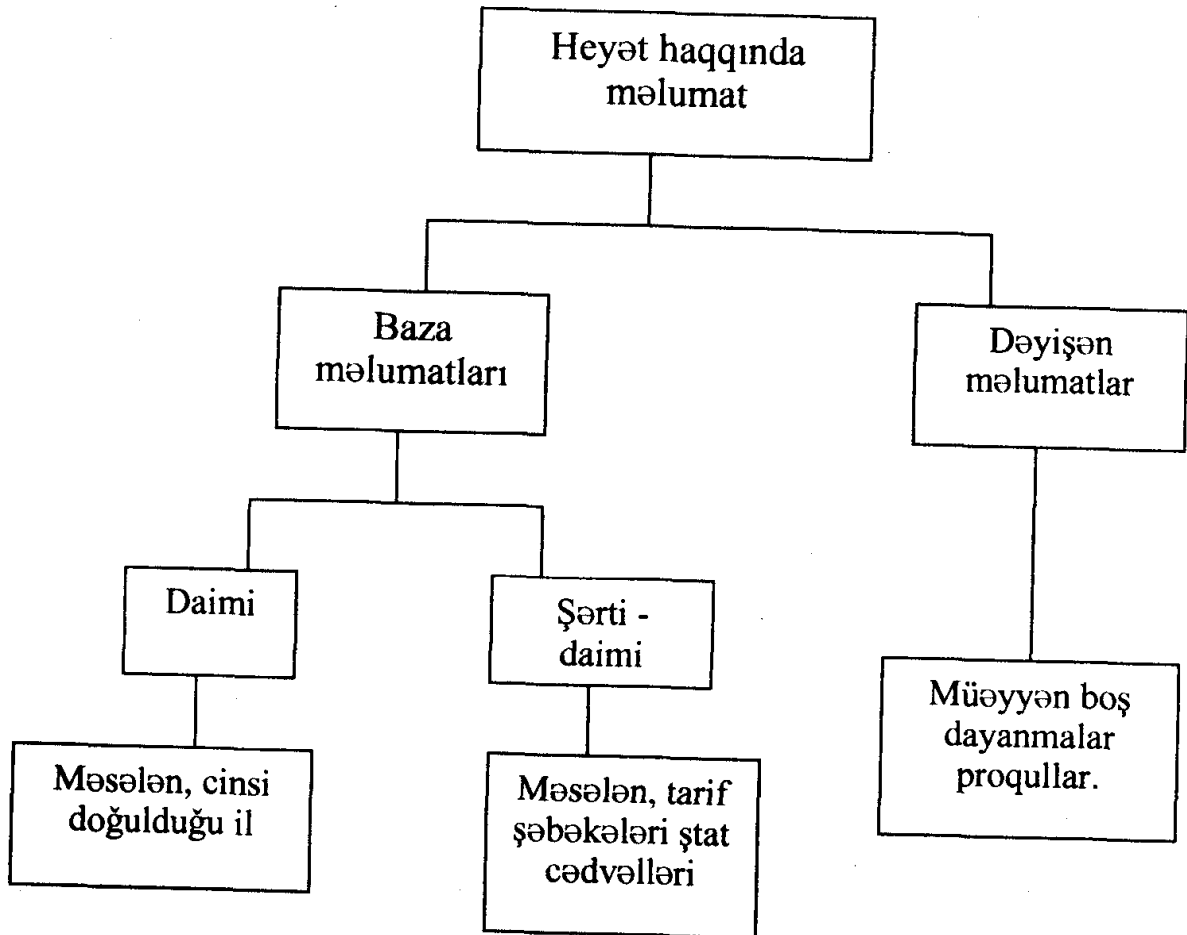 Heyət haqqında
məlumat
Baza
məlumatları
Dəyişən
məlumatlar
Daimi
Şərti -
daimi
Müəyyən boş
dayanmalar
proqullar.
Məsələn, cinsi
doğulduğu il
Məsələn, tarif
şəbəkələri ştat
cədvəlləri